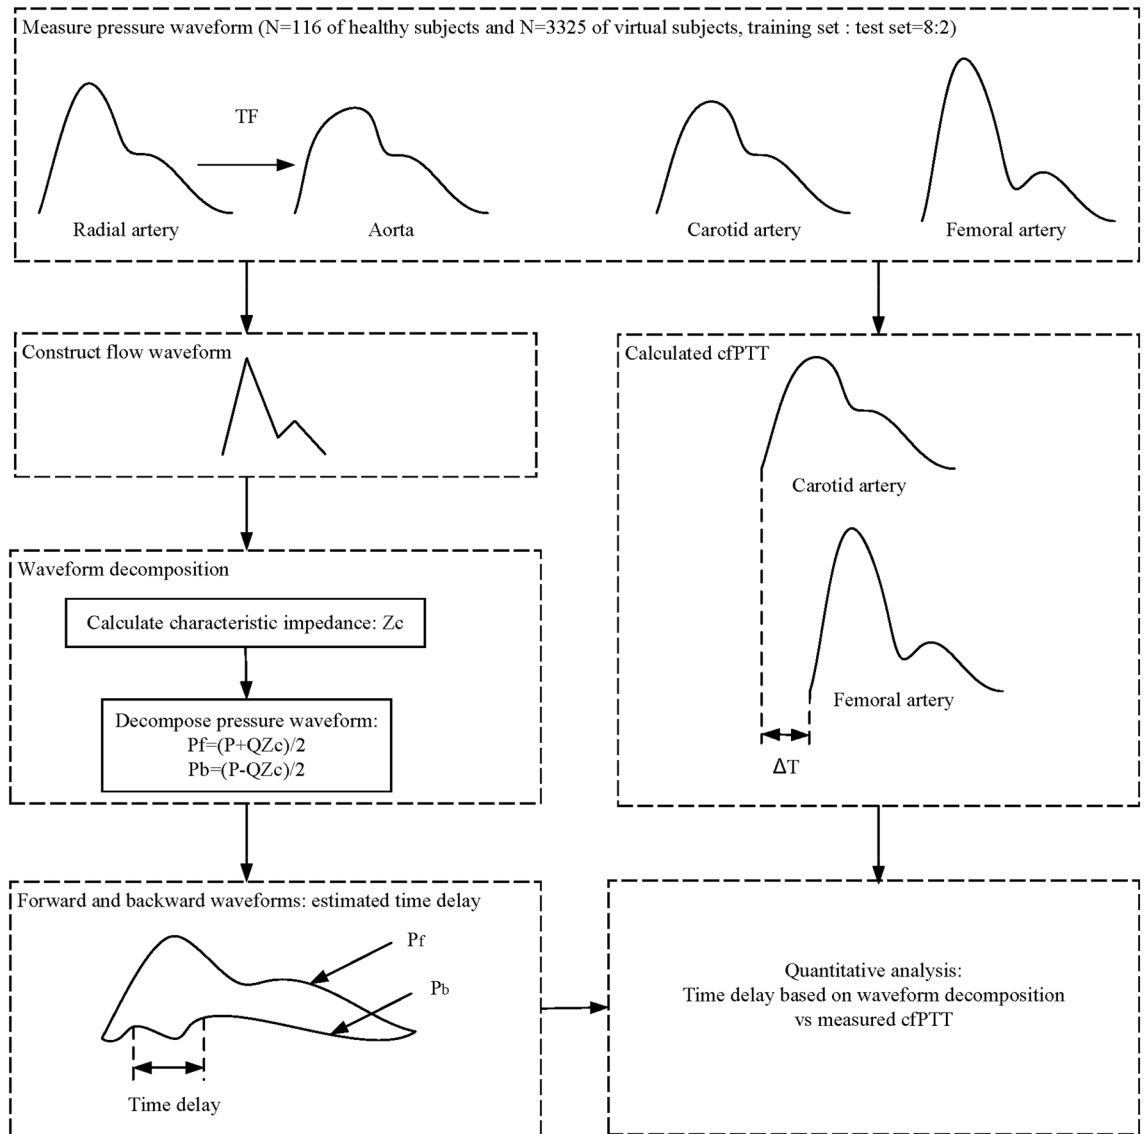 Measure pressure waveform (N=116 of healthy subjects and N=3325 of virtual subjects, training set : test set=8:2)
TF
Radial artery
Aorta
Carotid artery
Femoral artery
Construct flow waveform
Calculated cfPTT
Carotid artery
Femoral artery
ΔT
Waveform decomposition
Calculate characteristic impedance: Zc
Decompose pressure waveform:
Pf=(P+QZc)/2
Pb=(P-QZc)/2
Forward and backward waveforms: estimated time delay
Pf
Pb
Time delay
Quantitative analysis:
Time delay based on waveform decomposition
vs measured cfPTT